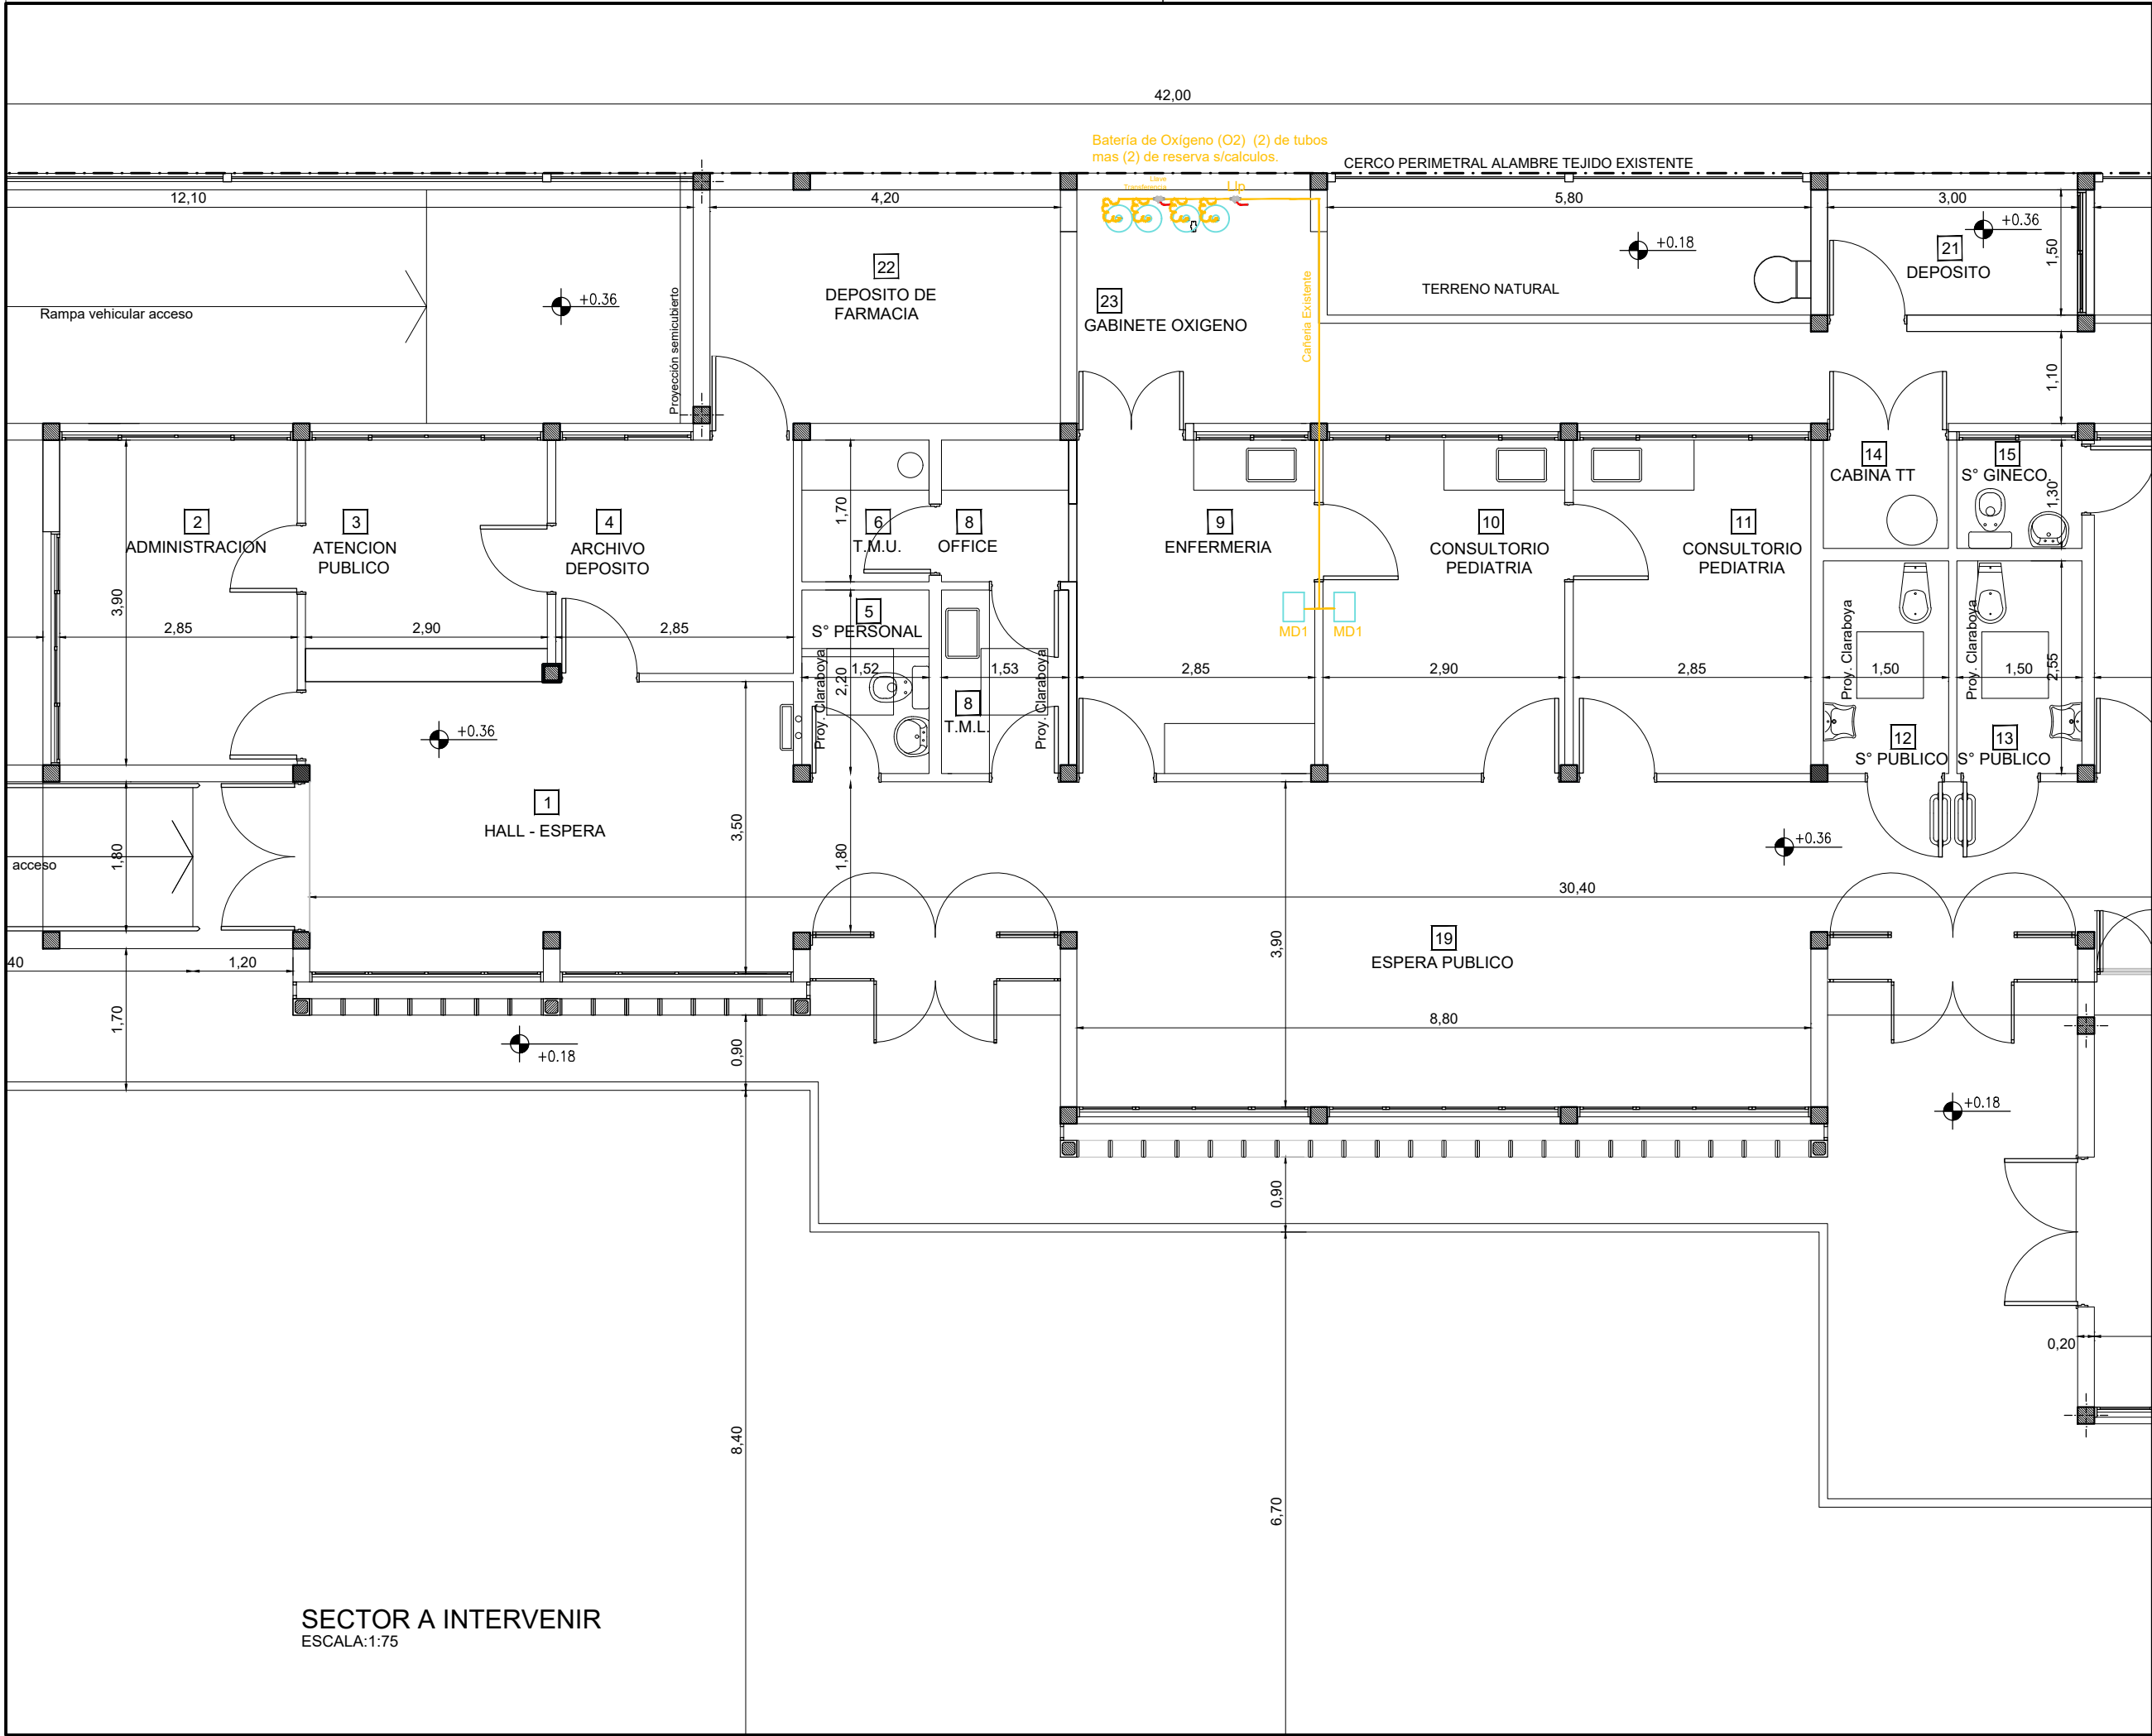 42,00
Batería de Oxígeno (O2) (2) de tubos
mas (2) de reserva s/calculos.
CERCO PERIMETRAL ALAMBRE TEJIDO EXISTENTE
Llave
Transferencia
Llp
12,10
4,20
5,80
3,00
+0.36
+0.18
1,50
21
DEPOSITO
22
DEPOSITO DE
FARMACIA
23
GABINETE OXIGENO
Cañeria Existente
TERRENO NATURAL
Rampa vehicular acceso
+0.36
Proyección semicubierto
1,10
2
ADMINISTRACION
3
ATENCION
PUBLICO
4
ARCHIVO
DEPOSITO
1,70
6
T.M.U.
8
OFFICE
9
ENFERMERIA
10
CONSULTORIO
PEDIATRIA
11
CONSULTORIO
PEDIATRIA
14
CABINA TT
15
S° GINECO.
1,30
3,90
2,85
2,90
2,85
5
S° PERSONAL
Proy. Claraboya
2,20
1,52
1,53
Proy. Claraboya
8
T.M.L.
MD1
MD1
2,85
2,90
2,85
Proy. Claraboya
1,50
Proy. Claraboya
1,50
2,55
12
S° PUBLICO
13
S° PUBLICO
+0.36
1
HALL - ESPERA
3,50
1,80
acceso
1,80
+0.36
30,40
19
ESPERA PUBLICO
3,90
40
1,20
1,70
8,80
+0.18
0,90
+0.18
0,90
0,20
8,40
6,70
SECTOR A INTERVENIR
ESCALA:1:75